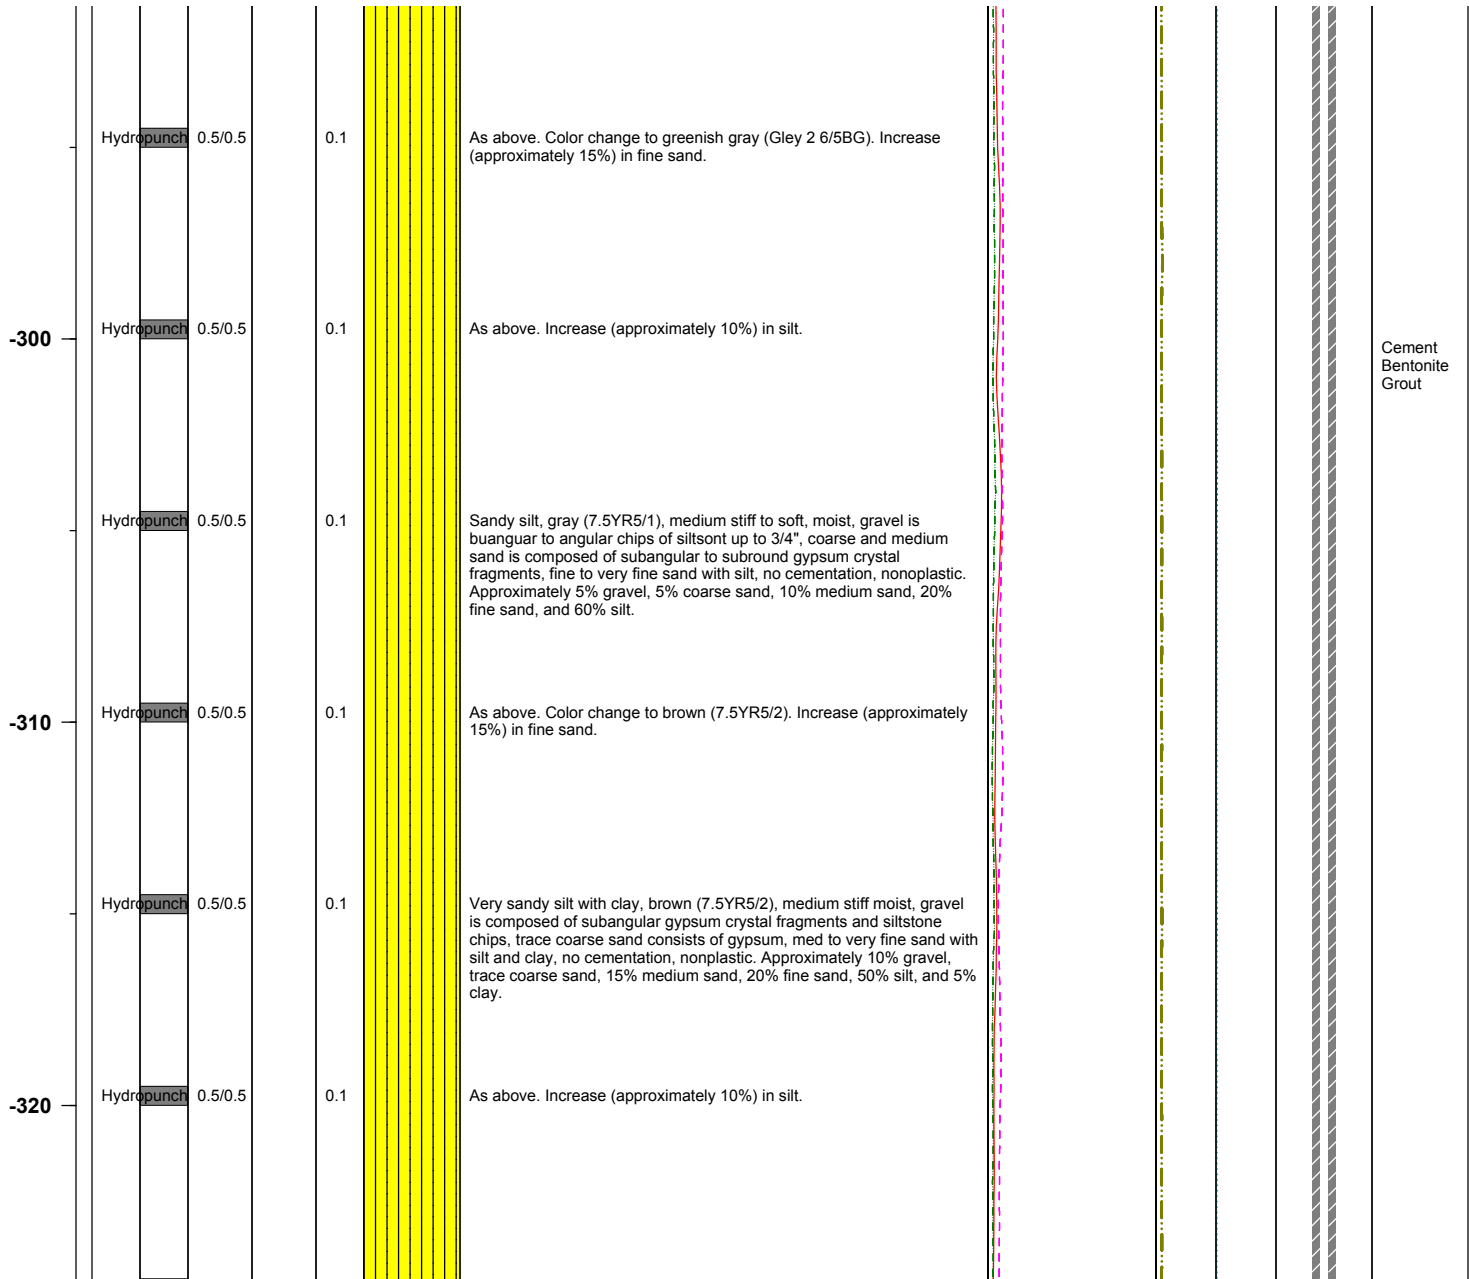 Hydropunch 0.5/0.5 0.1 As above. Color change to greenish gray (Gley 2 6/5BG). Increase
(approximately 15%) in fine sand.
-300 Hydropunch 0.5/0.5 0.1 As above. Increase (approximately 10%) in silt.
Cement
Bentonite
Grout
Hydropunch 0.5/0.5 0.1 Sandy silt, gray (7.5YR5/1), medium stiff to soft, moist, gravel is
buanguar to angular chips of siltsont up to 3/4", coarse and medium
sand is composed of subangular to subround gypsum crystal
fragments, fine to very fine sand with silt, no cementation, nonoplastic.
Approximately 5% gravel, 5% coarse sand, 10% medium sand, 20%
fine sand, and 60% silt.
-310 Hydropunch 0.5/0.5 0.1 As above. Color change to brown (7.5YR5/2). Increase (approximately
15%) in fine sand.
Hydropunch 0.5/0.5 0.1 Very sandy silt with clay, brown (7.5YR5/2), medium stiff moist, gravel
is composed of subangular gypsum crystal fragments and siltstone
chips, trace coarse sand consists of gypsum, med to very fine sand with
silt and clay, no cementation, nonplastic. Approximately 10% gravel,
trace coarse sand, 15% medium sand, 20% fine sand, 50% silt, and 5%
clay.
-320 Hydropunch 0.5/0.5 0.1 As above. Increase (approximately 10%) in silt.